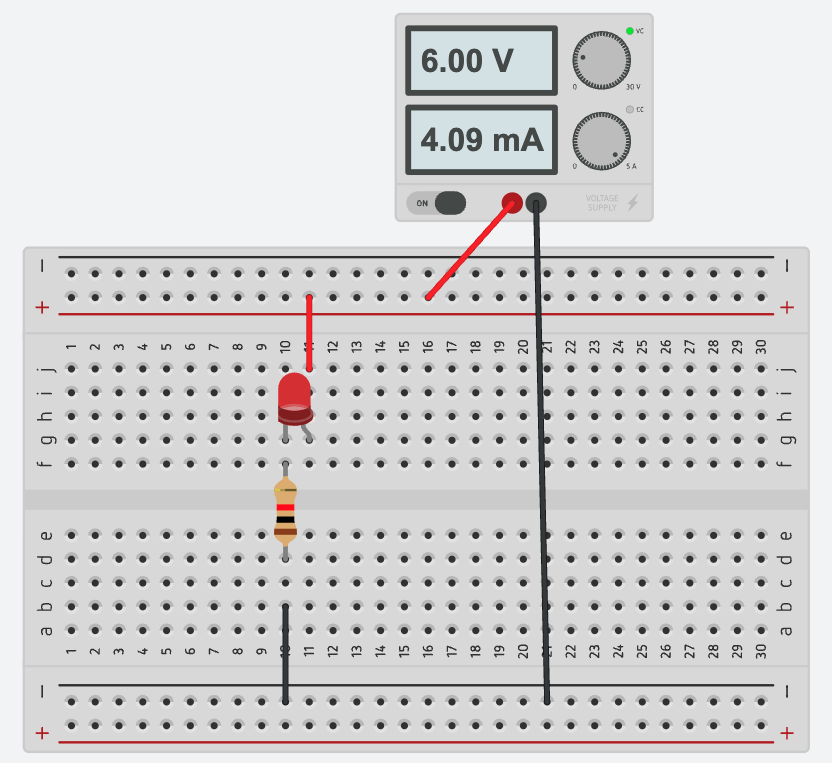 6.00 V
VC
0 30 V
4.09 mA
CC
0 5 A
ON
VOLTAGE
SUPPLY
− −
+ +
1 2 3 4 5 6 7 8 9 10 11 12 13 14 15 16 17 18 19 20 21 22 23 24 25 26 27 28 29 30
j j
i i
h h
g g
f f
e e
d d
c c
b b
a a
1 2 3 4 5 6 7 8 9 10 11 12 13 14 15 16 17 18 19 20 21 22 23 24 25 26 27 28 29 30
− −
+ +